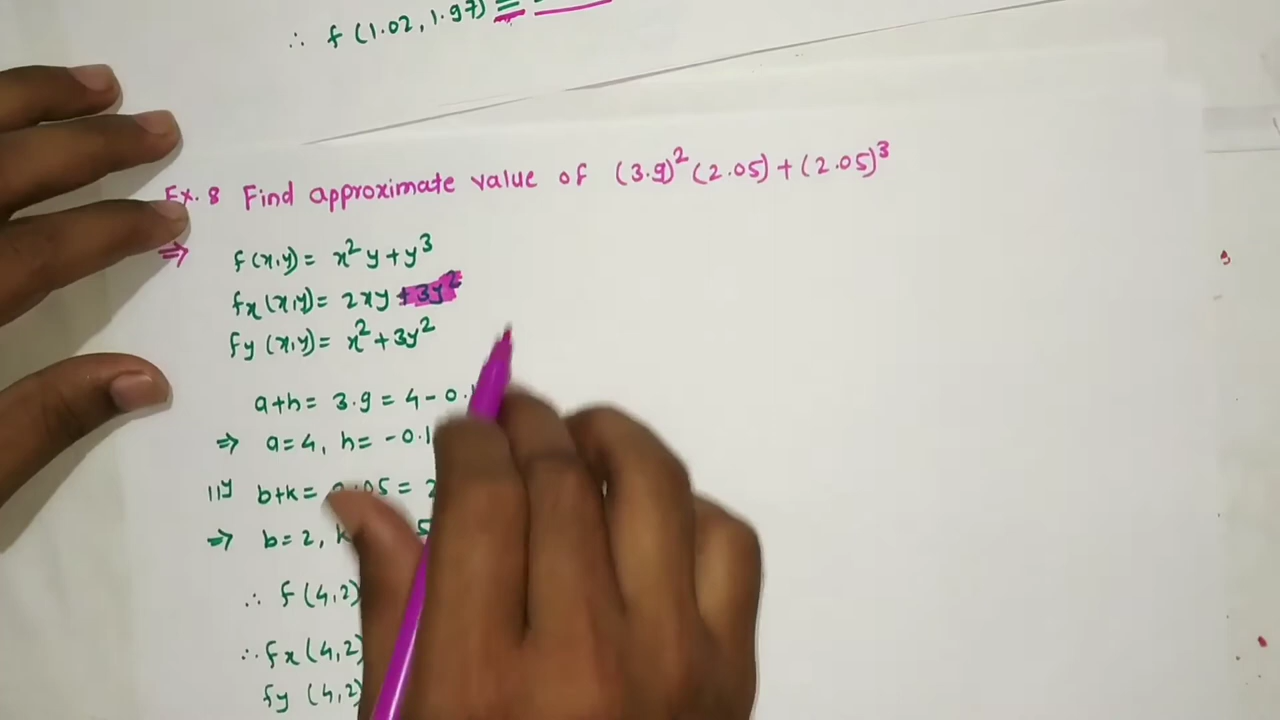 ∴ f (1.02, 1.97) =
Ex. 8 Find approximate value of (3.9)² (2.05) + (2.05)³
⇒ f(x,y) = x²y + y³
fx (x,y) = 2xy + 3y²
fy (x,y) = x² + 3y²
a+h = 3.9 = 4 - 0.
⇒ a=4, h= -0.1
|||y b+k = 2.05 = 2
⇒ b=2, k 5
∴ f (4,2)
∴ fx (4,2)
fy (4,2)